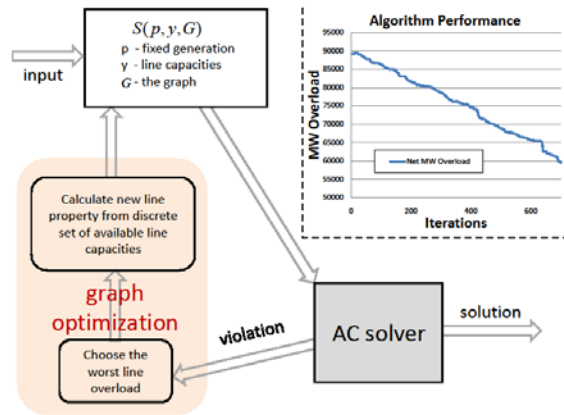 input
S(p, y, G)
p - fixed generation
y - line capacities
G - the graph
Algorithm Performance
MW Overload
95000
90000
85000
80000
75000
70000
65000
60000
55000
50000
Net MW Overload
0
200
400
600
Iterations
Calculate new line
property from discrete
set of available line
capacities
graph
optimization
Choose the
worst line
overload
violation
AC solver
solution